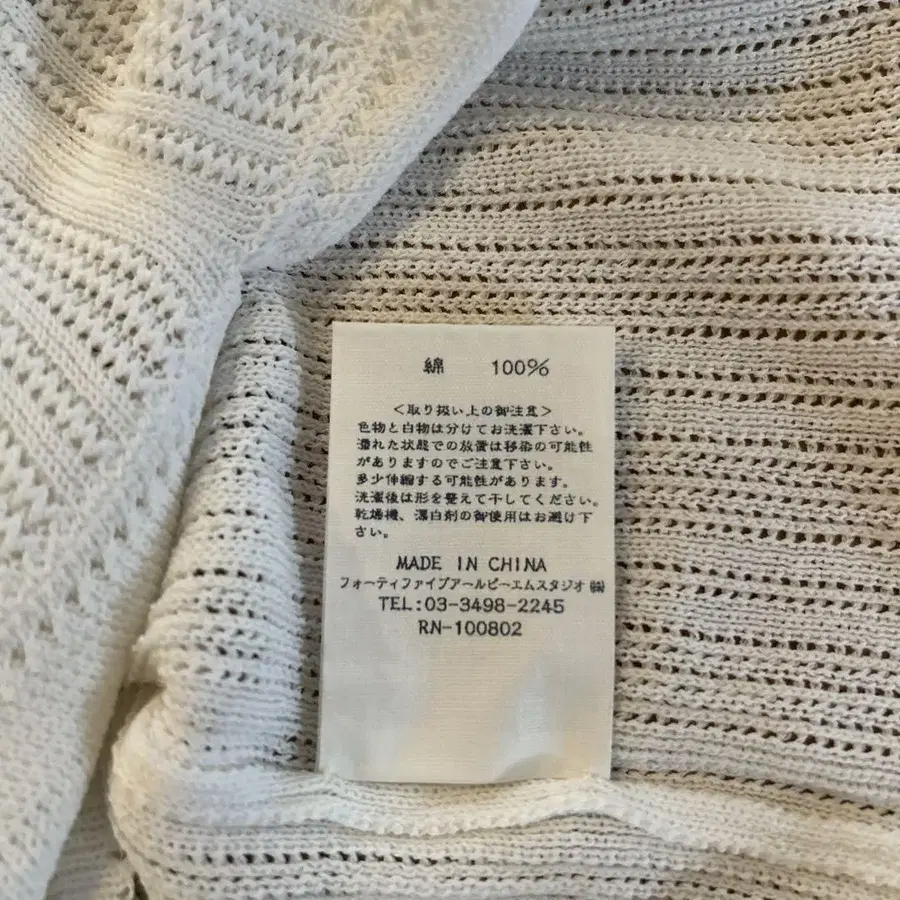 綿 100%
<取り扱い上の御注意>
色物と白物は分けてお洗濯下さい。
濡れた状態での放置は移染の可能性
がありますのでご注意下さい。
多少伸縮する可能性があります。
洗濯後は形を整えて干してください。
乾燥機、漂白剤の御使用はお避け下
さい。
MADE IN CHINA
フォーティファイブアールピーエムスタジオ㈱
TEL:03-3498-2245
RN-100802